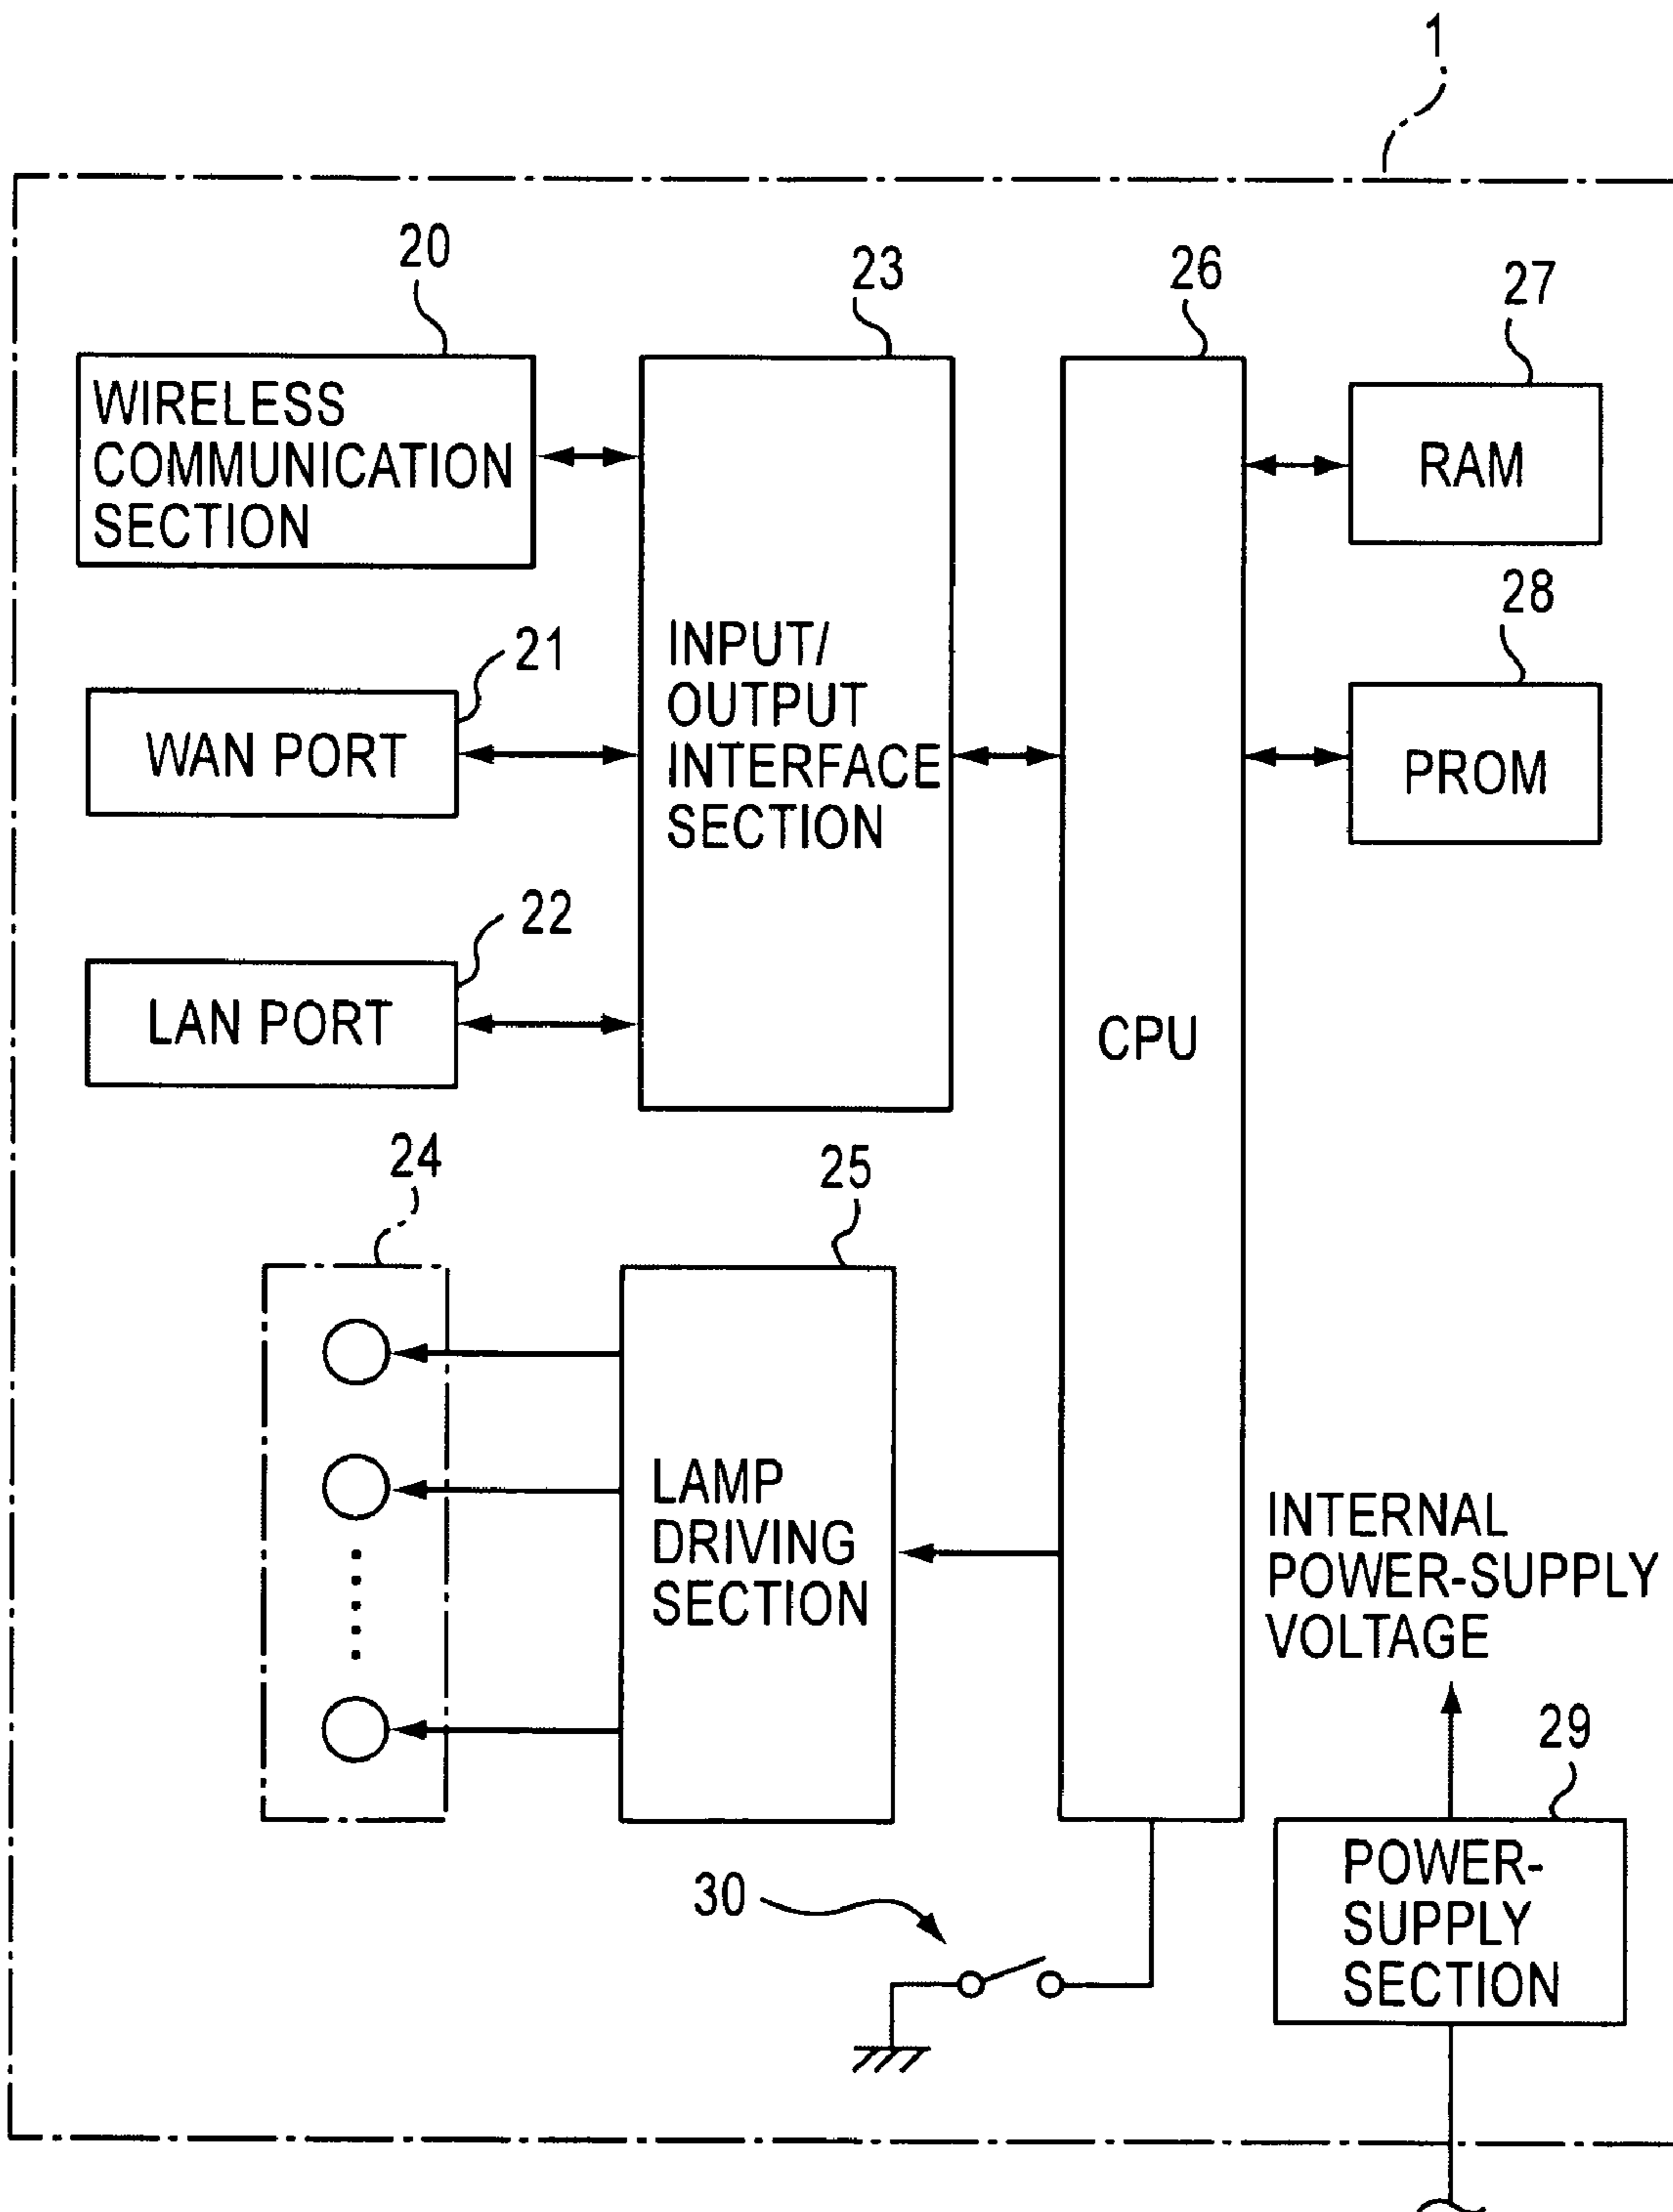 1
20
23
26
27
WIRELESS
COMMUNICATION
SECTION
RAM
28
21
INPUT/
OUTPUT
INTERFACE
SECTION
WAN PORT
PROM
22
LAN PORT
CPU
24
25
LAMP
DRIVING
SECTION
INTERNAL
POWER-SUPPLY
VOLTAGE
29
POWER-
SUPPLY
SECTION
30